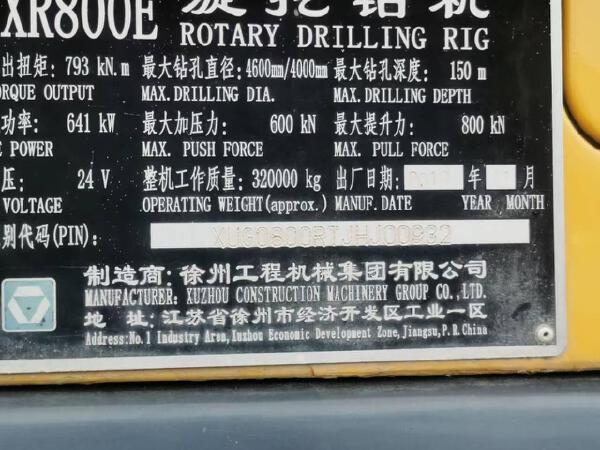 XR800E 旋挖钻机
ROTARY DRILLING RIG
出扭矩: 793 kN.m 最大钻孔直径: 4600mm/4000mm 最大钻孔深度: 150 m
ORQUE OUTPUT MAX. DRILLING DIA. MAX. DRILLING DEPTH
功率: 641 kW 最大加压力: 600 kN 最大提升力: 800 kN
E POWER MAX. PUSH FORCE MAX. PULL FORCE
压: 24 V 整机工作质量: 320000 kg 出厂日期: 年 月
VOLTAGE OPERATING WEIGHT(approx.) MANUF. DATE YEAR MONTH
别代码(PIN): XUG0800RTJHJ00932
制造商: 徐州工程机械集团有限公司
MANUFACTURER: XUZHOU CONSTRUCTION MACHINERY GROUP CO., LTD.
地 址: 江苏省徐州市经济开发区工业一区
Address:No.1 Industry Area, Xuzhou Economic Development Zone, Jiangsu, P.R.China